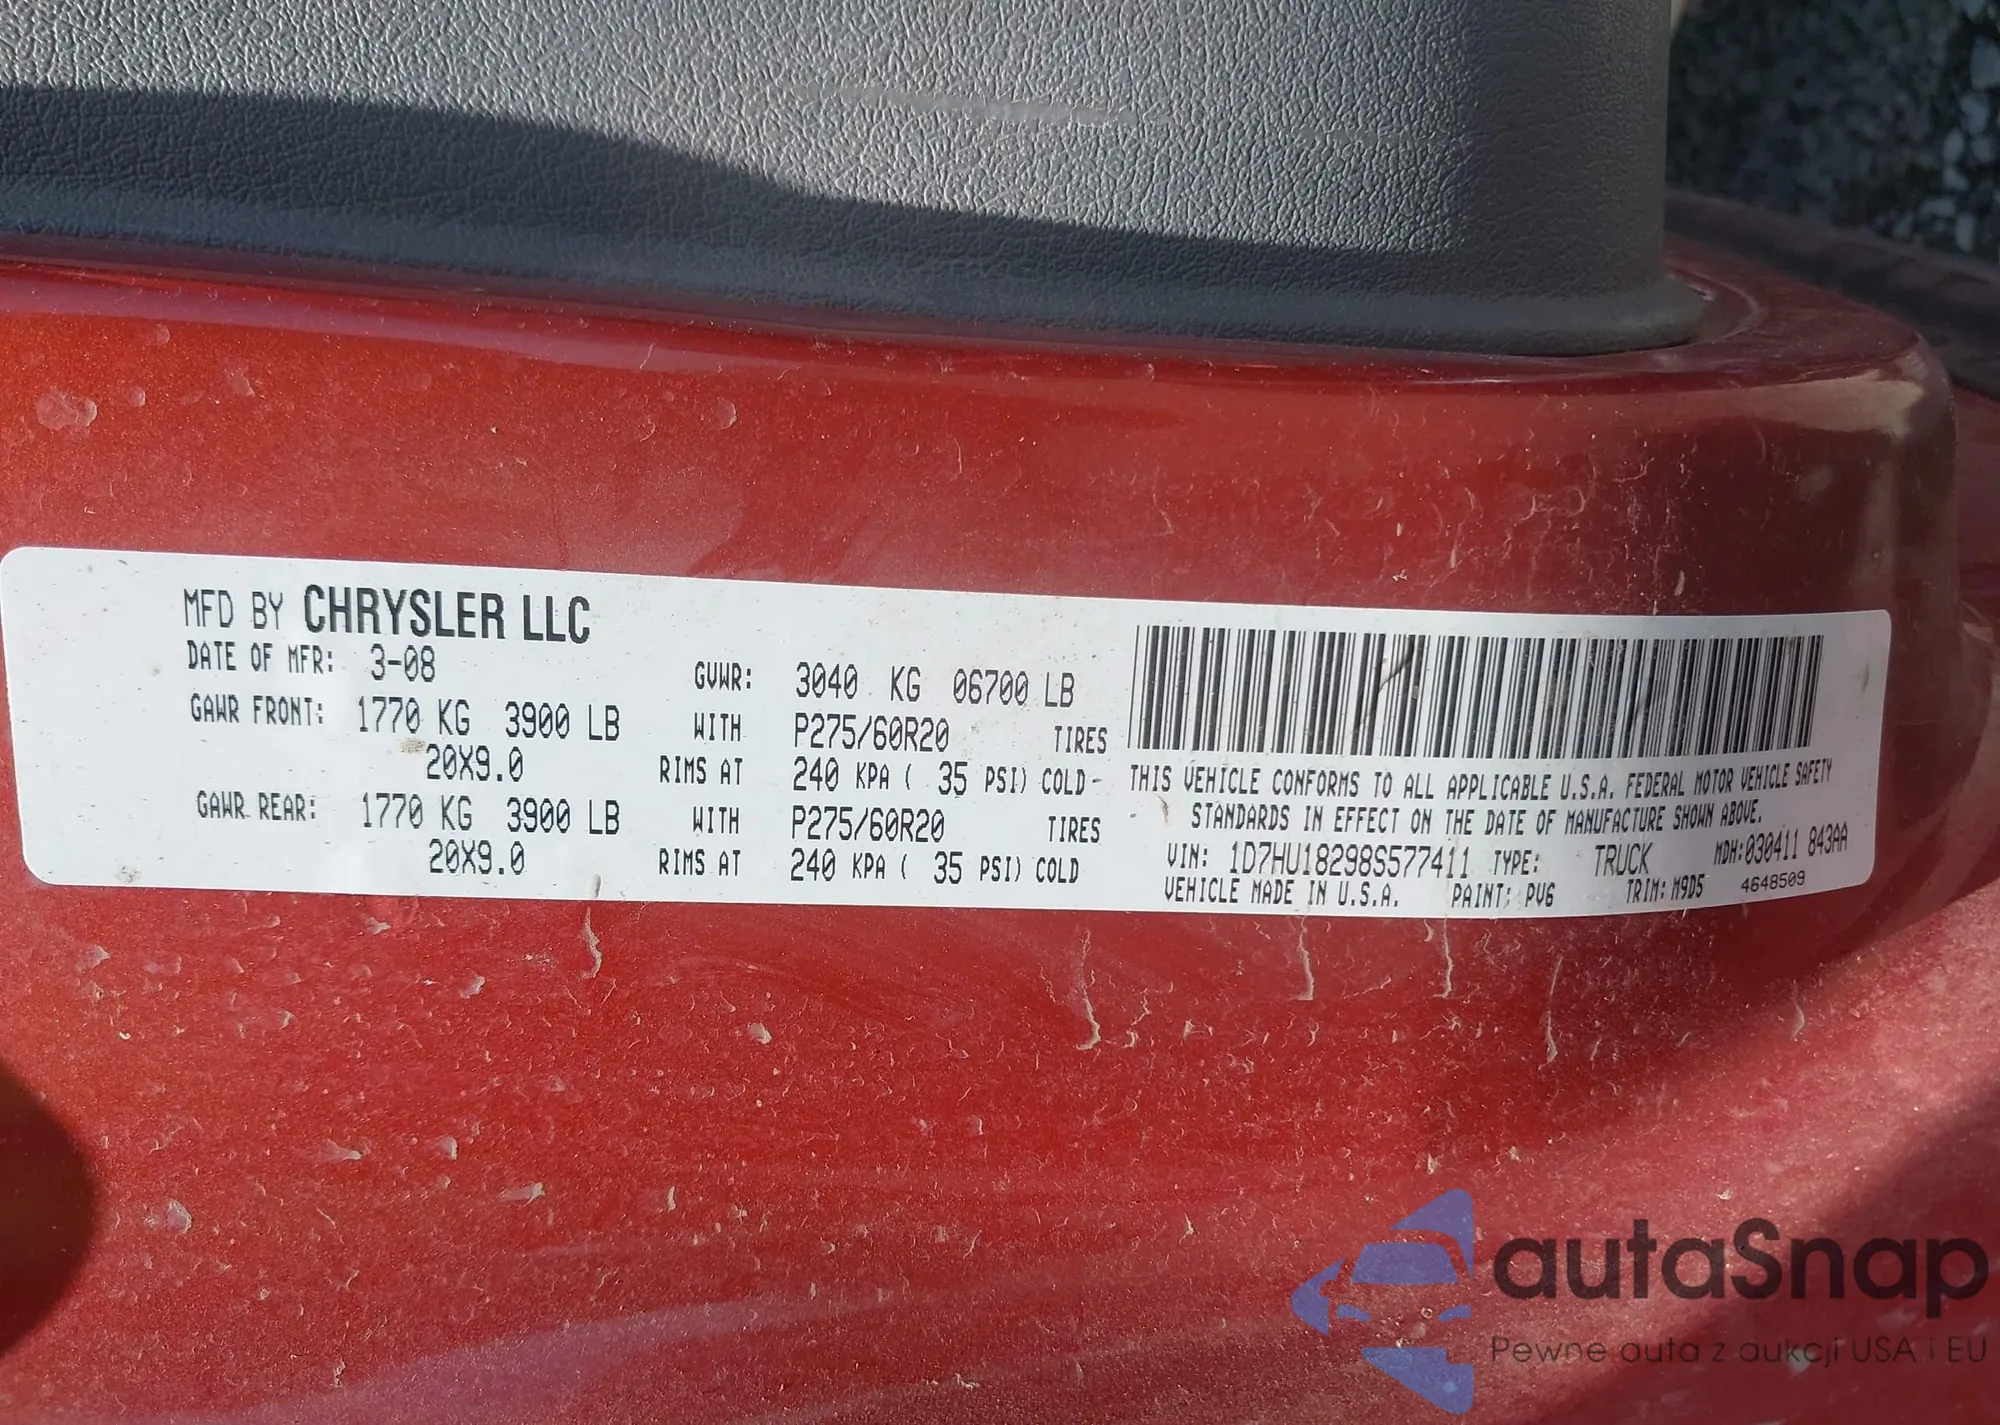 MFD BY CHRYSLER LLC
DATE OF MFR: 3-08 GVWR: 3040 KG 06700 LB
GAWR FRONT: 1770 KG 3900 LB WITH P275/60R20 TIRES
20X9.0 RIMS AT 240 KPA ( 35 PSI) COLD
GAWR REAR: 1770 KG 3900 LB WITH P275/60R20 TIRES
20X9.0 RIMS AT 240 KPA ( 35 PSI) COLD
THIS VEHICLE CONFORMS TO ALL APPLICABLE U.S.A. FEDERAL MOTOR VEHICLE SAFETY
STANDARDS IN EFFECT ON THE DATE OF MANUFACTURE SHOWN ABOVE.
VIN: 1D7HU18298S577411 TYPE: TRUCK MDH:030411 843AA
VEHICLE MADE IN U.S.A. PAINT: PV6 TRIM: M9D5 4648509
autaSnap
Pewne auta z aukcji USA i EU